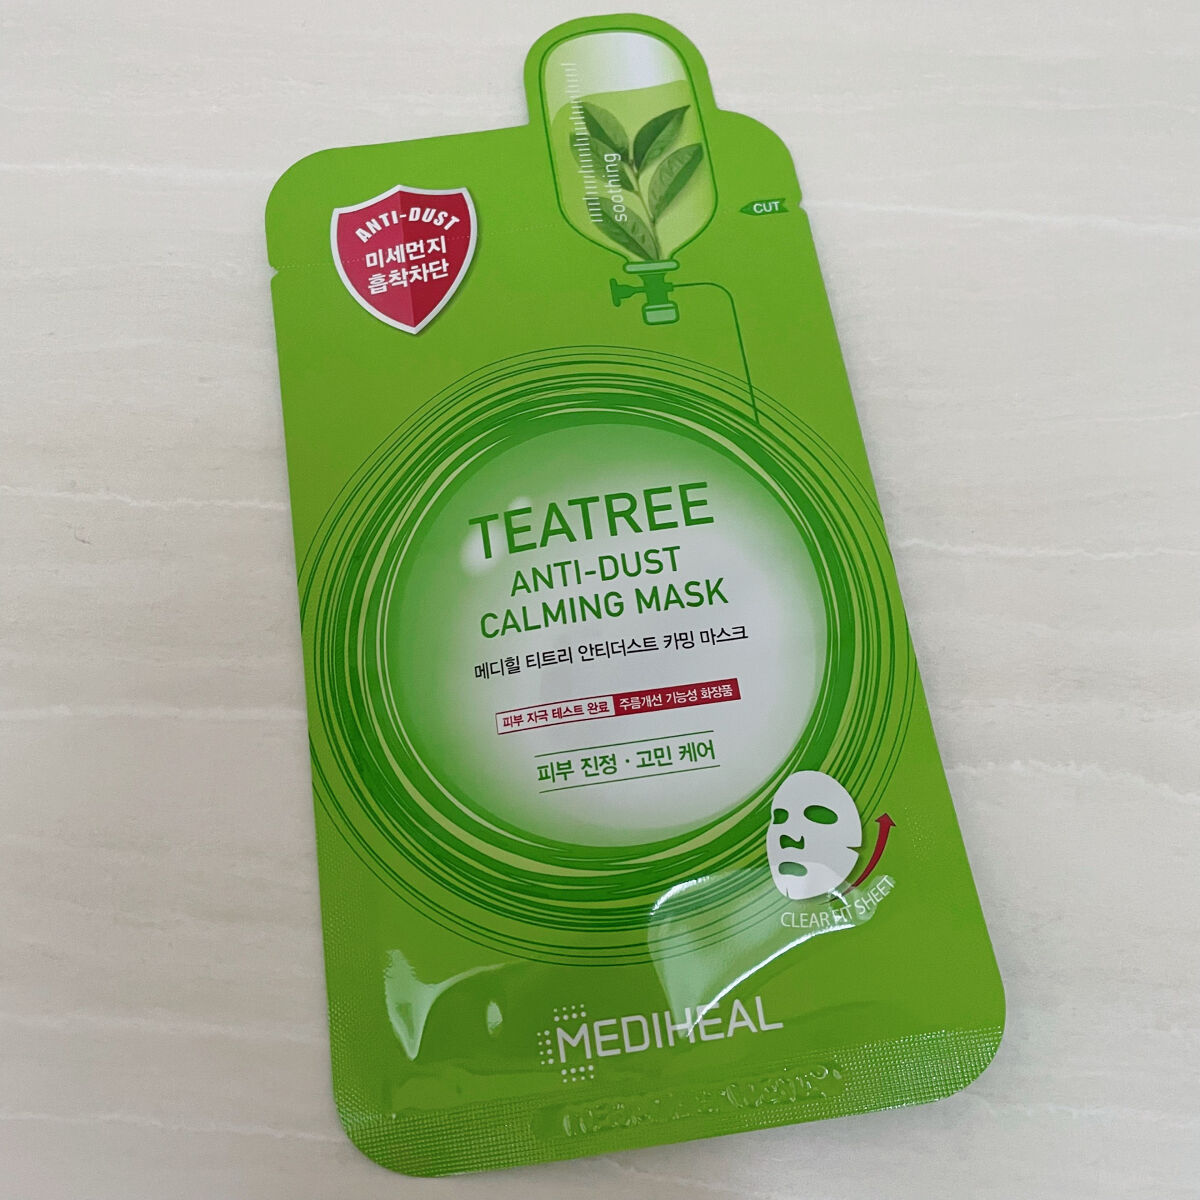 soothing
CUT
ANTI-DUST
미세먼지
흡착차단
TEATREE
ANTI-DUST
CALMING MASK
메디힐 티트리 안티더스트 카밍 마스크
피부 자극 테스트 완료 주름개선 기능성 화장품
피부 진정 · 고민 케어
CLEAR FIT SHEET
MEDIHEAL